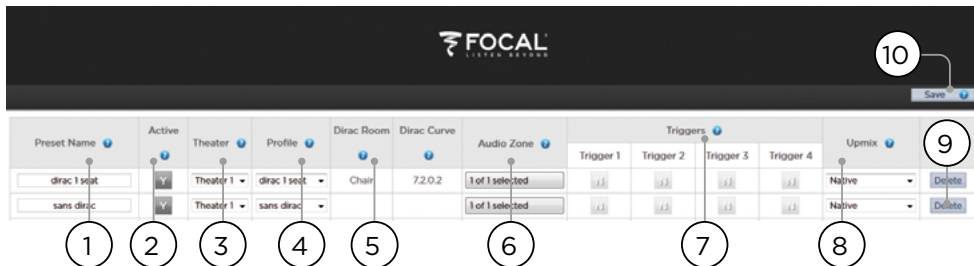 FOCAL
LISTEN BEYOND
10
Save ?
Preset Name ? Active ? Theater ? Profile ? Dirac Room ? Dirac Curve ? Audio Zone ? Triggers ? Upmix ? 9
Trigger 1 Trigger 2 Trigger 3 Trigger 4
dirac 1 seat Y Theater 1 dirac 1 seat Chair 7.2.0.2 1 of 1 selected Native Delete
sans dirac Y Theater 1 sans dirac 1 of 1 selected Native Delete
1 2 3 4 5 6 7 8